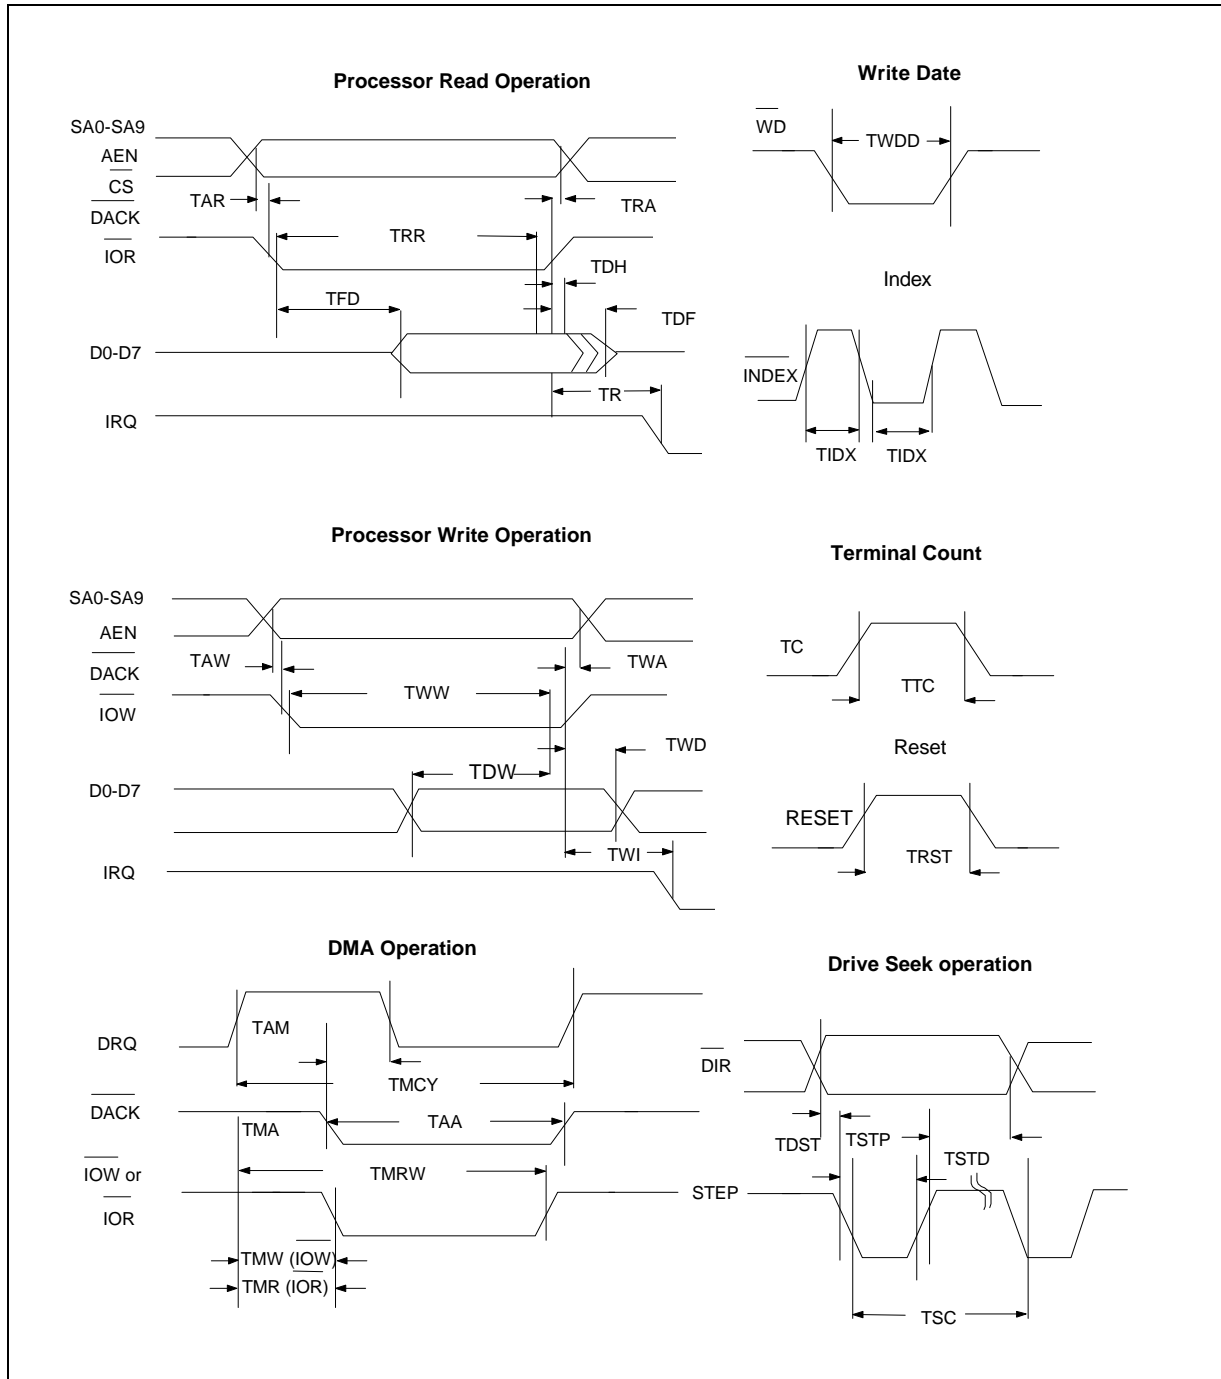 Processor Read Operation
SA0-SA9
AEN
CS
DACK
IOR
TAR
TRA
TRR
TDH
TFD
TDF
D0-D7
TR
IRQ
Write Date
WD
TWDD
Index
INDEX
TIDX
TIDX
Processor Write Operation
SA0-SA9
AEN
DACK
IOW
TAW
TWA
TWW
TWD
TDW
D0-D7
TWI
IRQ
Terminal Count
TC
TTC
Reset
RESET
TRST
DMA Operation
DRQ
TAM
TMCY
DACK
TMA
TAA
IOW or
IOR
TMRW
TMW (IOW)
TMR (IOR)
Drive Seek operation
DIR
TDST
TSTP
TSTD
STEP
TSC